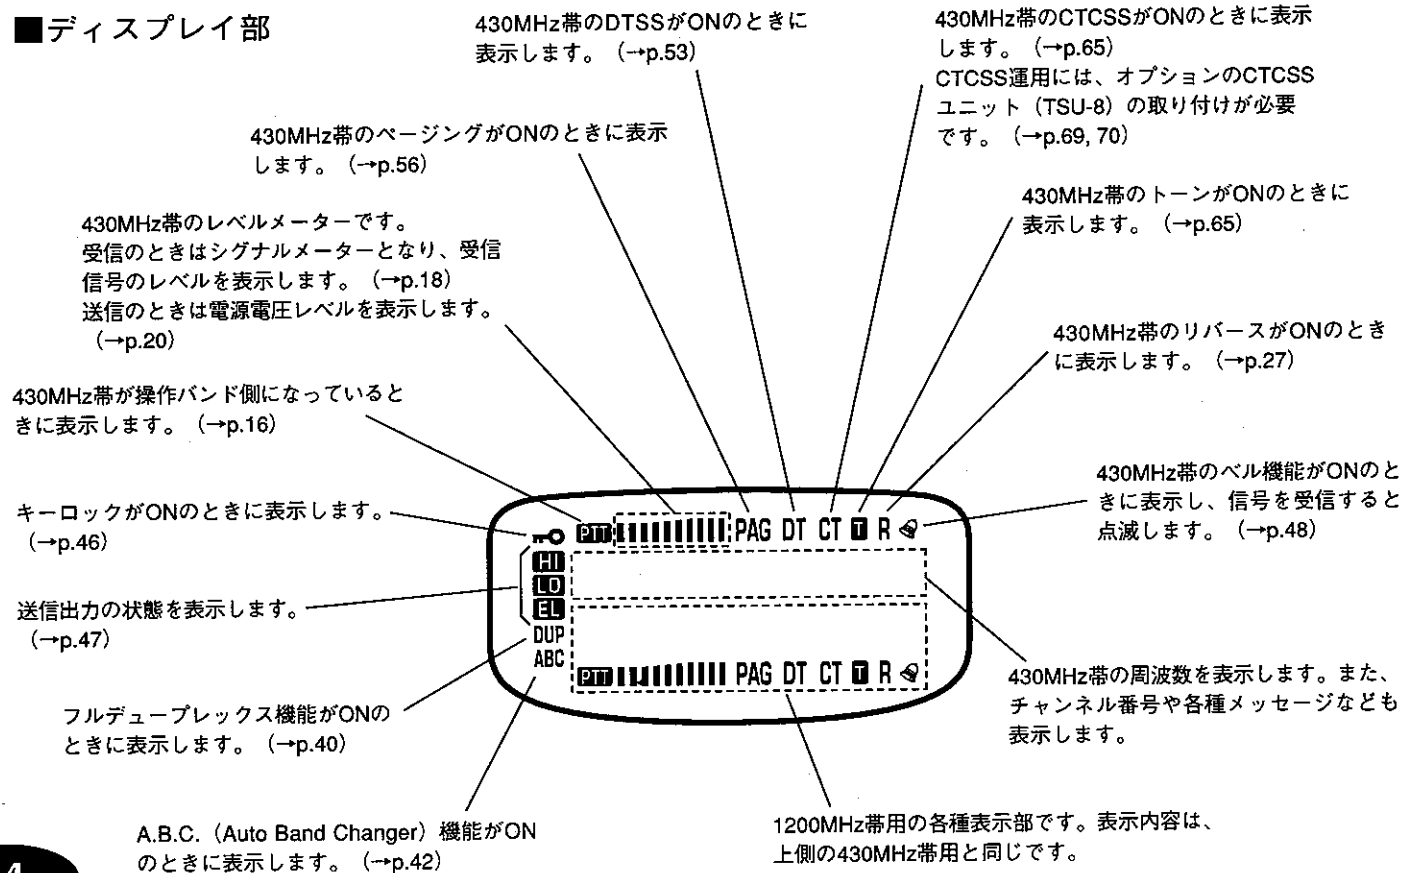 ■ディスプレイ部
430MHz帯のDTSSがONのときに
表示します。（→p.53）
430MHz帯のCTCSSがONのときに表示
します。（→p.65）
CTCSS運用には、オプションのCTCSS
ユニット（TSU-8）の取り付けが必要
です。（→p.69, 70）
430MHz帯のページングがONのときに表示
します。（→p.56）
430MHz帯のトーンがONのときに
表示します。（→p.65）
430MHz帯のレベルメーターです。
受信のときはシグナルメーターとなり、受信
信号のレベルを表示します。（→p.18）
送信のときは電源電圧レベルを表示します。
（→p.20）
430MHz帯のリバースがONのとき
に表示します。（→p.27）
430MHz帯が操作バンド側になっていると
きに表示します。（→p.16）
430MHz帯のベル機能がONのと
きに表示し、信号を受信すると
点滅します。（→p.48）
キーロックがONのときに表示します。
（→p.46）
送信出力の状態を表示します。
（→p.47）
PTT PAG DT CT T R
HI
LO
EL
DUP
ABC
PTT PAG DT CT T R
430MHz帯の周波数を表示します。また、
チャンネル番号や各種メッセージなども
表示します。
フルデュープレックス機能がONの
ときに表示します。（→p.40）
A.B.C.（Auto Band Changer）機能がON
のときに表示します。（→p.42）
1200MHz帯用の各種表示部です。表示内容は、
上側の430MHz帯用と同じです。
4